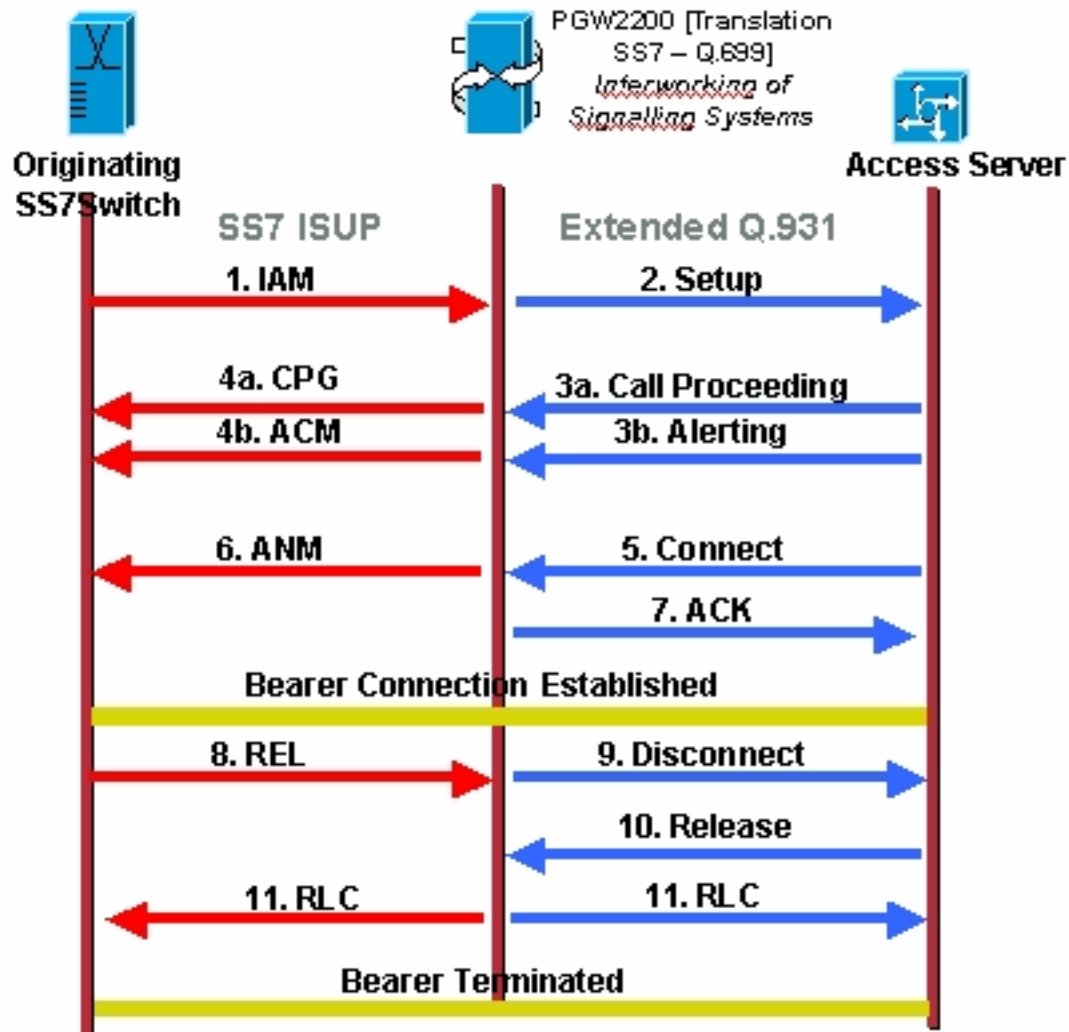 PGW2200 [Translation
SS7 – Q.699]
Interworking of
Signalling Systems
Originating
SS7Switch
Access Server
SS7 ISUP
Extended Q.931
1. IAM
2. Setup
4a. CPG
3a. Call Proceeding
4b. ACM
3b. Alerting
6. ANM
5. Connect
7. ACK
Bearer Connection Established
8. REL
9. Disconnect
10. Release
11. RLC
11. RLC
Bearer Terminated